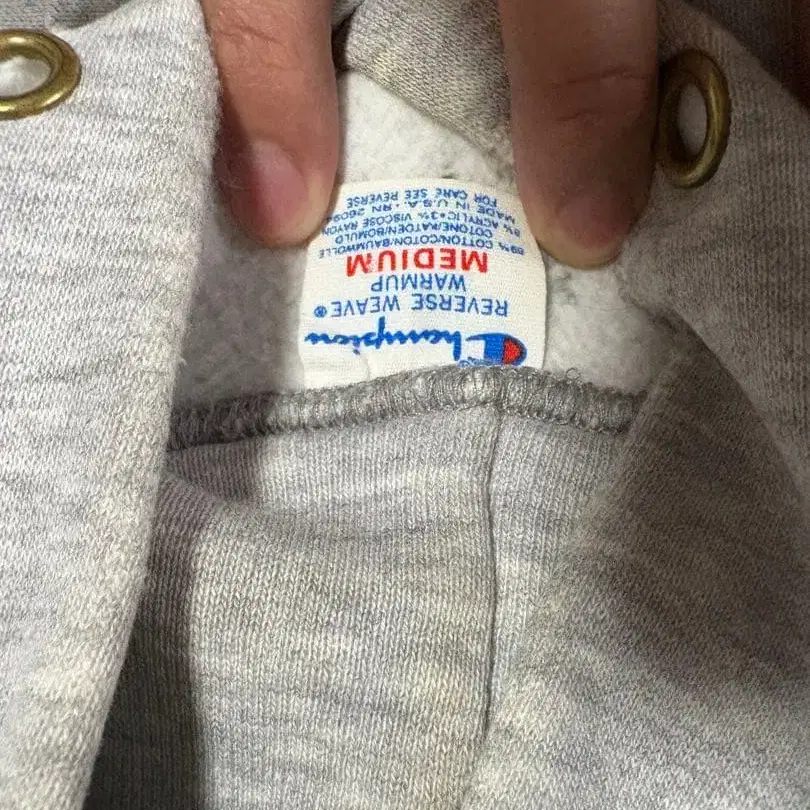 Champion
REVERSE WEAVE®
WARMUP
MEDIUM
89% COTTON/COTON/BAUMWOLLE
COTONE/KATOEN/BOMULD
8% ACRYLIC•3% VISCOSE RAYON
MADE IN U.S.A. • RN 26094
FOR CARE SEE REVERSE